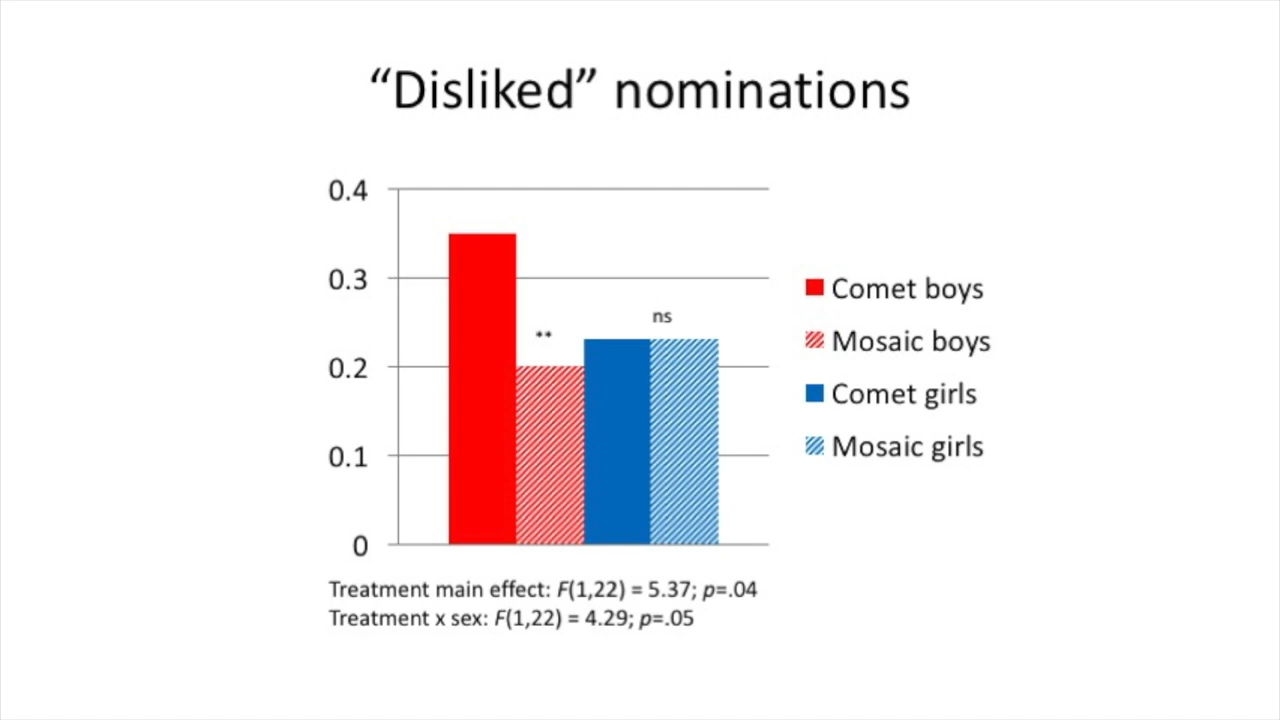 “Disliked” nominations
0.4
0.3
0.2
0.1
0
**
ns
Comet boys
Mosaic boys
Comet girls
Mosaic girls
Treatment main effect: F(1,22) = 5.37; p=.04
Treatment x sex: F(1,22) = 4.29; p=.05